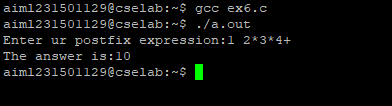 aiml231501129@cselab:~$ gcc ex6.c
aiml231501129@cselab:~$ ./a.out
Enter ur postfix expression:1 2*3*4+
The answer is:10
aiml231501129@cselab:~$